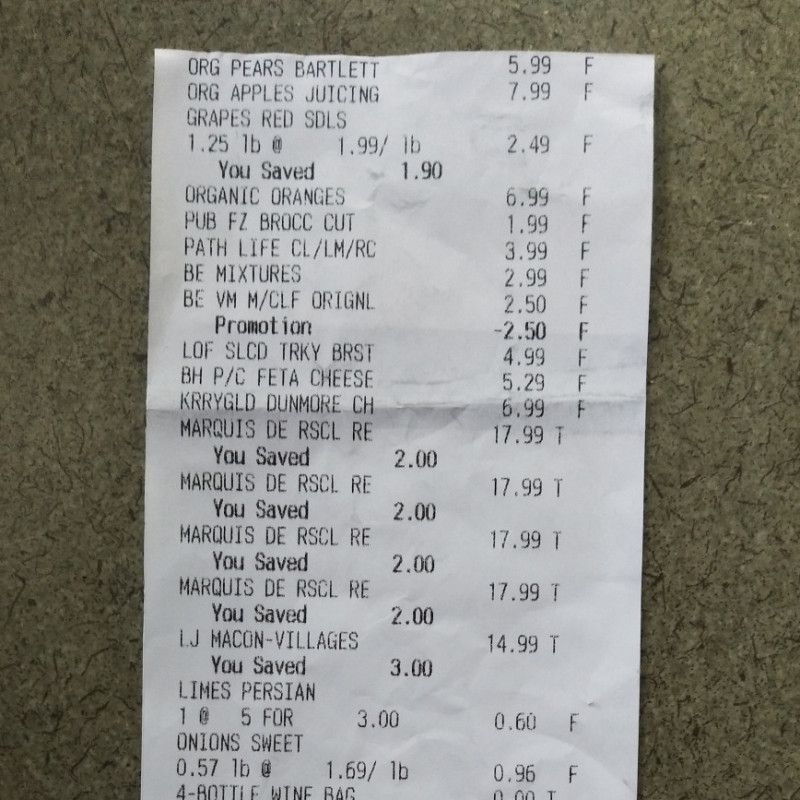 ORG PEARS BARTLETT 5.99 F
ORG APPLES JUICING 7.99 F
GRAPES RED SDLS
1.25 lb @ 1.99/ lb 2.49 F
You Saved 1.90
ORGANIC ORANGES 6.99 F
PUB FZ BROCC CUT 1.99 F
PATH LIFE CL/LM/RC 3.99 F
BE MIXTURES 2.99 F
BE VM M/CLF ORIGNL 2.50 F
Promotion -2.50 F
LOF SLCD TRKY BRST 4.99 F
BH P/C FETA CHEESE 5.29 F
KRRYGLD DUNMORE CH 6.99 F
MARQUIS DE RSCL RE 17.99 T
You Saved 2.00
MARQUIS DE RSCL RE 17.99 T
You Saved 2.00
MARQUIS DE RSCL RE 17.99 T
You Saved 2.00
MARQUIS DE RSCL RE 17.99 T
You Saved 2.00
LJ MACON-VILLAGES 14.99 T
You Saved 3.00
LIMES PERSIAN
1 @ 5 FOR 3.00 0.60 F
ONIONS SWEET
0.57 lb @ 1.69/ lb 0.96 F
4-BOTTLE WINE BAG 0.00 T